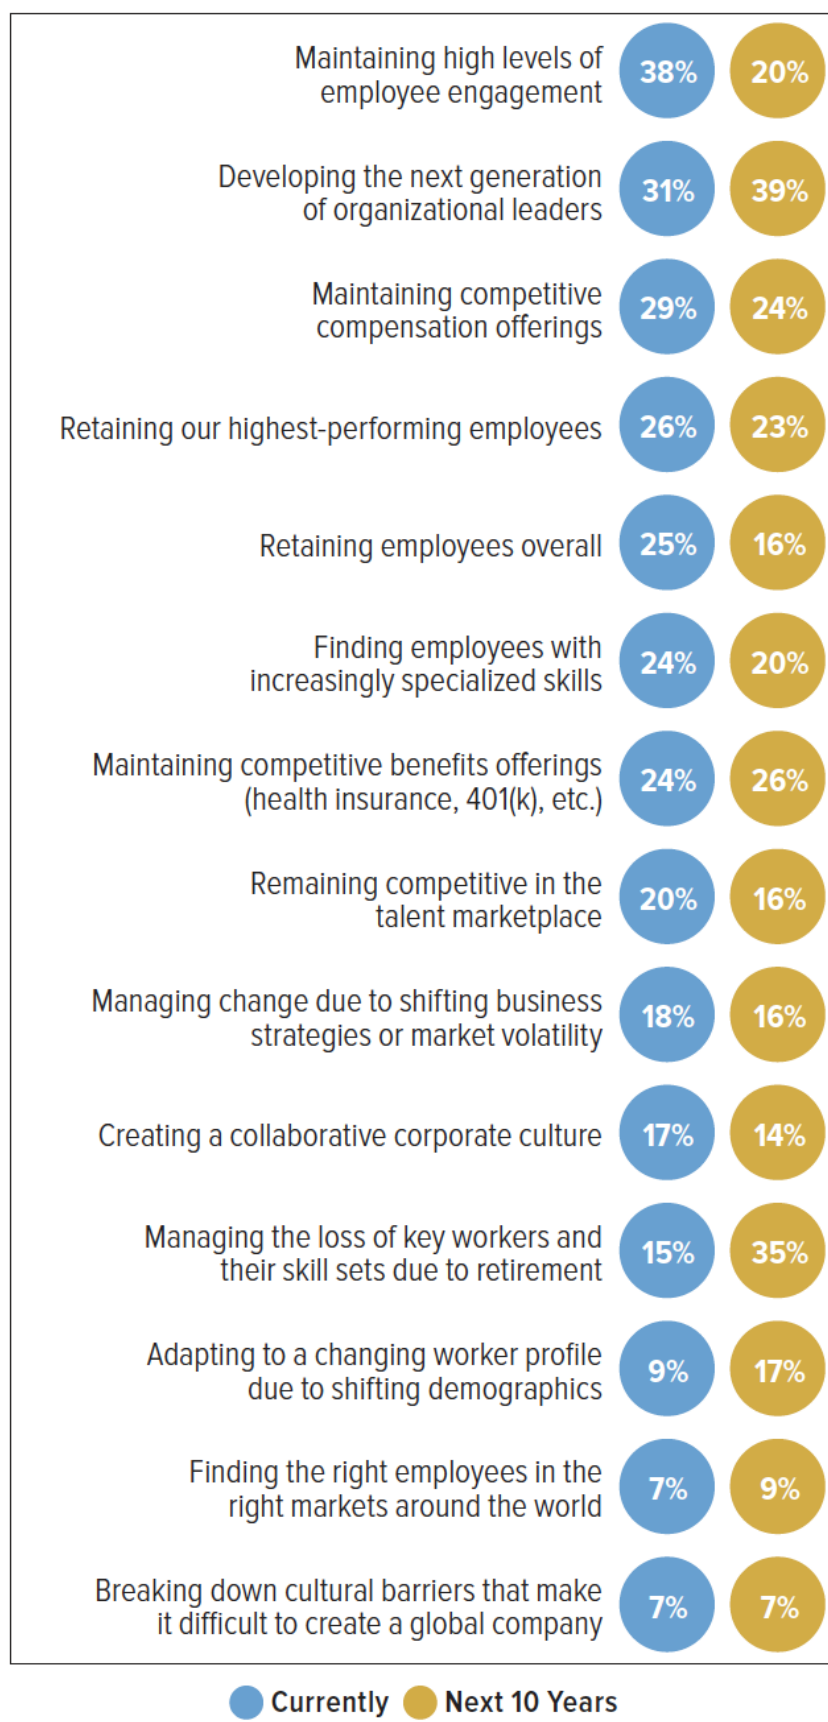 Maintaining high levels of
employee engagement
38% 20%
Developing the next generation
of organizational leaders
31% 39%
Maintaining competitive
compensation offerings
29% 24%
Retaining our highest-performing employees 26% 23%
Retaining employees overall 25% 16%
Finding employees with
increasingly specialized skills
24% 20%
Maintaining competitive benefits offerings
(health insurance, 401(k), etc.)
24% 26%
Remaining competitive in the
talent marketplace
20% 16%
Managing change due to shifting business
strategies or market volatility
18% 16%
Creating a collaborative corporate culture 17% 14%
Managing the loss of key workers and
their skill sets due to retirement
15% 35%
Adapting to a changing worker profile
due to shifting demographics
9% 17%
Finding the right employees in the
right markets around the world
7% 9%
Breaking down cultural barriers that make
it difficult to create a global company
7% 7%
Currently Next 10 Years